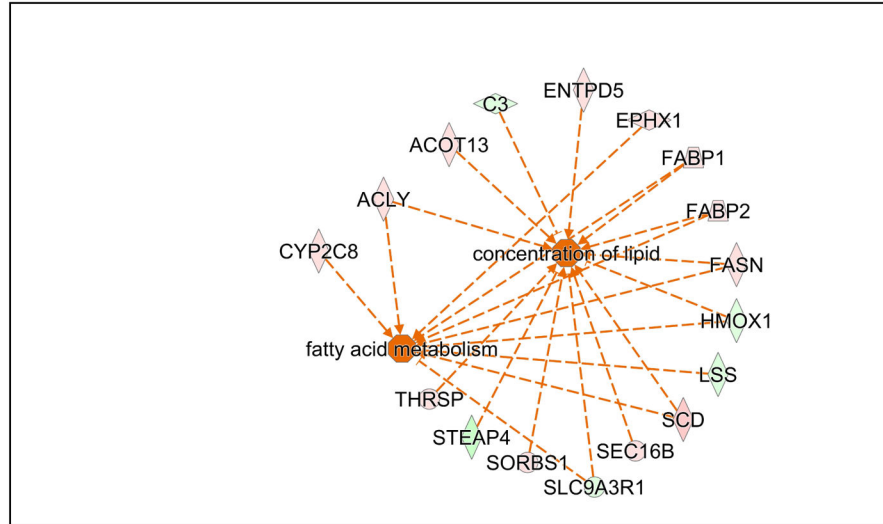 ENTPD5
C3
EPHX1
ACOT13
FABP1
ACLY
FABP2
CYP2C8
concentration of lipid
FASN
HMOX1
fatty acid metabolism
LSS
THRSP
SCD
STEAP4
SEC16B
SORBS1
SLC9A3R1